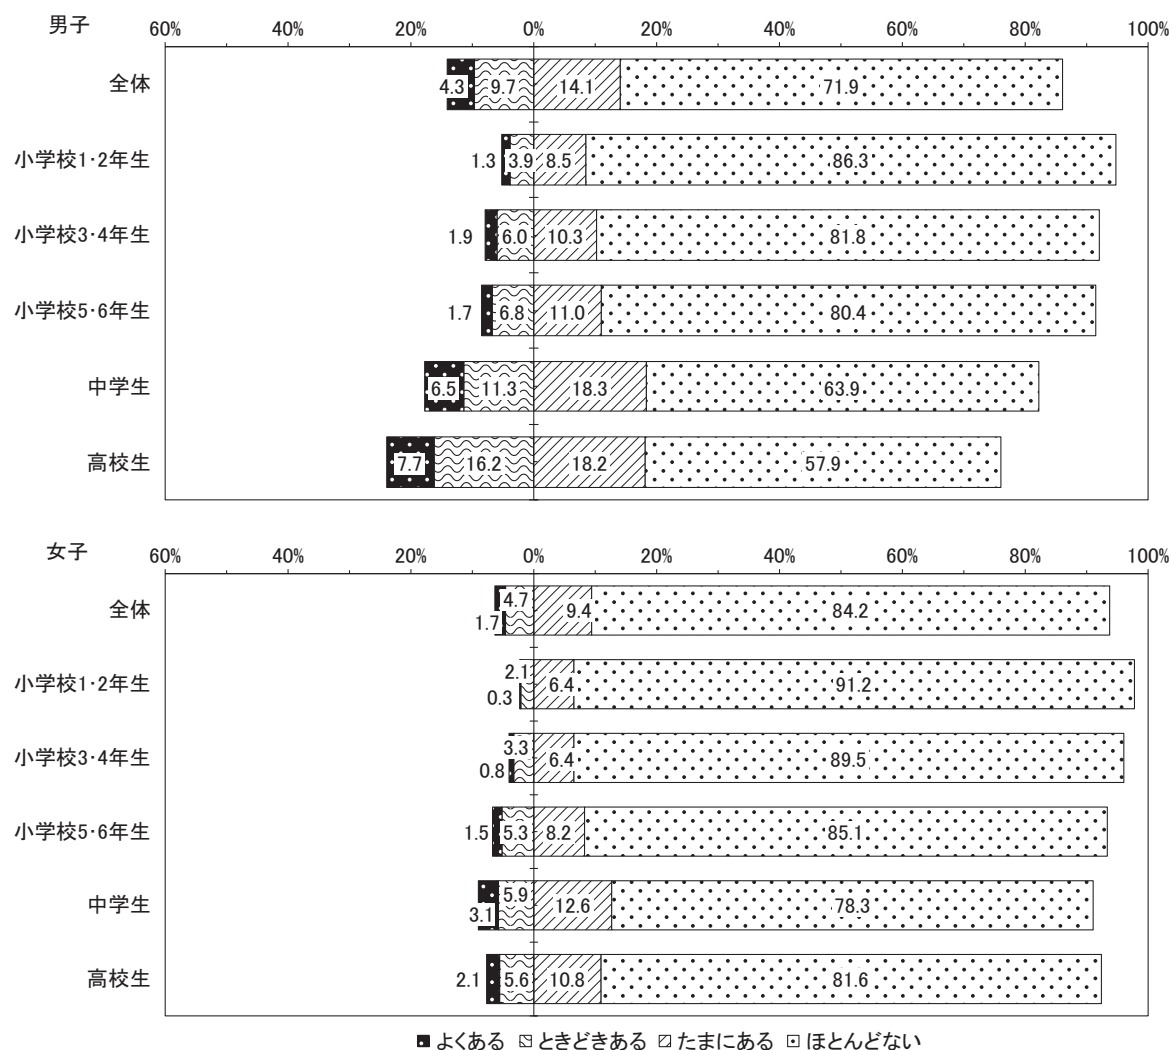 男子
60% 40% 20% 0% 20% 40% 60% 80% 100%
全体 4.3 9.7 14.1 71.9
小学校1・2年生 1.3 3.9 8.5 86.3
小学校3・4年生 1.9 6.0 10.3 81.8
小学校5・6年生 1.7 6.8 11.0 80.4
中学生 6.5 11.3 18.3 63.9
高校生 7.7 16.2 18.2 57.9
女子
60% 40% 20% 0% 20% 40% 60% 80% 100%
全体 1.7 4.7 9.4 84.2
小学校1・2年生 0.3 2.1 6.4 91.2
小学校3・4年生 0.8 3.3 6.4 89.5
小学校5・6年生 1.5 5.3 8.2 85.1
中学生 3.1 5.9 12.6 78.3
高校生 2.1 5.6 10.8 81.6
よくある ときどきある たまにある ほとんどない